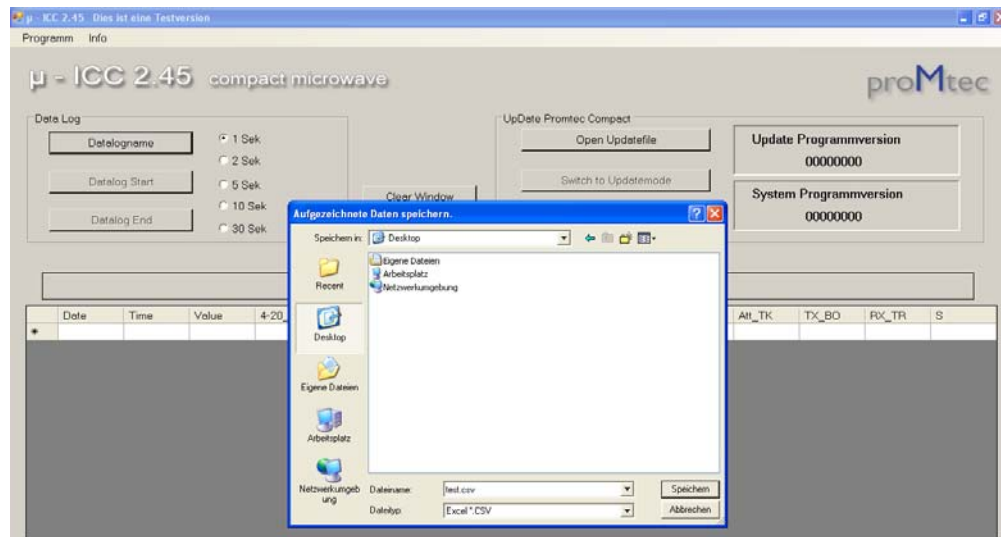 µ - ICC 2.45 Dies ist eine Testversion
Programm Info
µ - ICC 2.45 compact microwave
proMtec
Data Log
Datalogname
Datalog Start
Datalog End
1 Sek
2 Sek
5 Sek
10 Sek
30 Sek
Clear Window
UpDate Promtec Compact
Open Updatefile
Switch to Updatemode
Update Programmversion
00000000
System Programmversion
00000000
Aufgezeichnete Daten speichern.
Speichern in: Desktop
Eigene Dateien
Arbeitsplatz
Netzwerkumgebung
Recent
Desktop
Eigene Dateien
Arbeitsplatz
Netzwerkumgeb
ung
Dateiname: test.csv Speichern
Dateityp: Excel *.CSV Abbrechen
Date Time Value 4-20_ Att_TK TX_BO RX_TR S